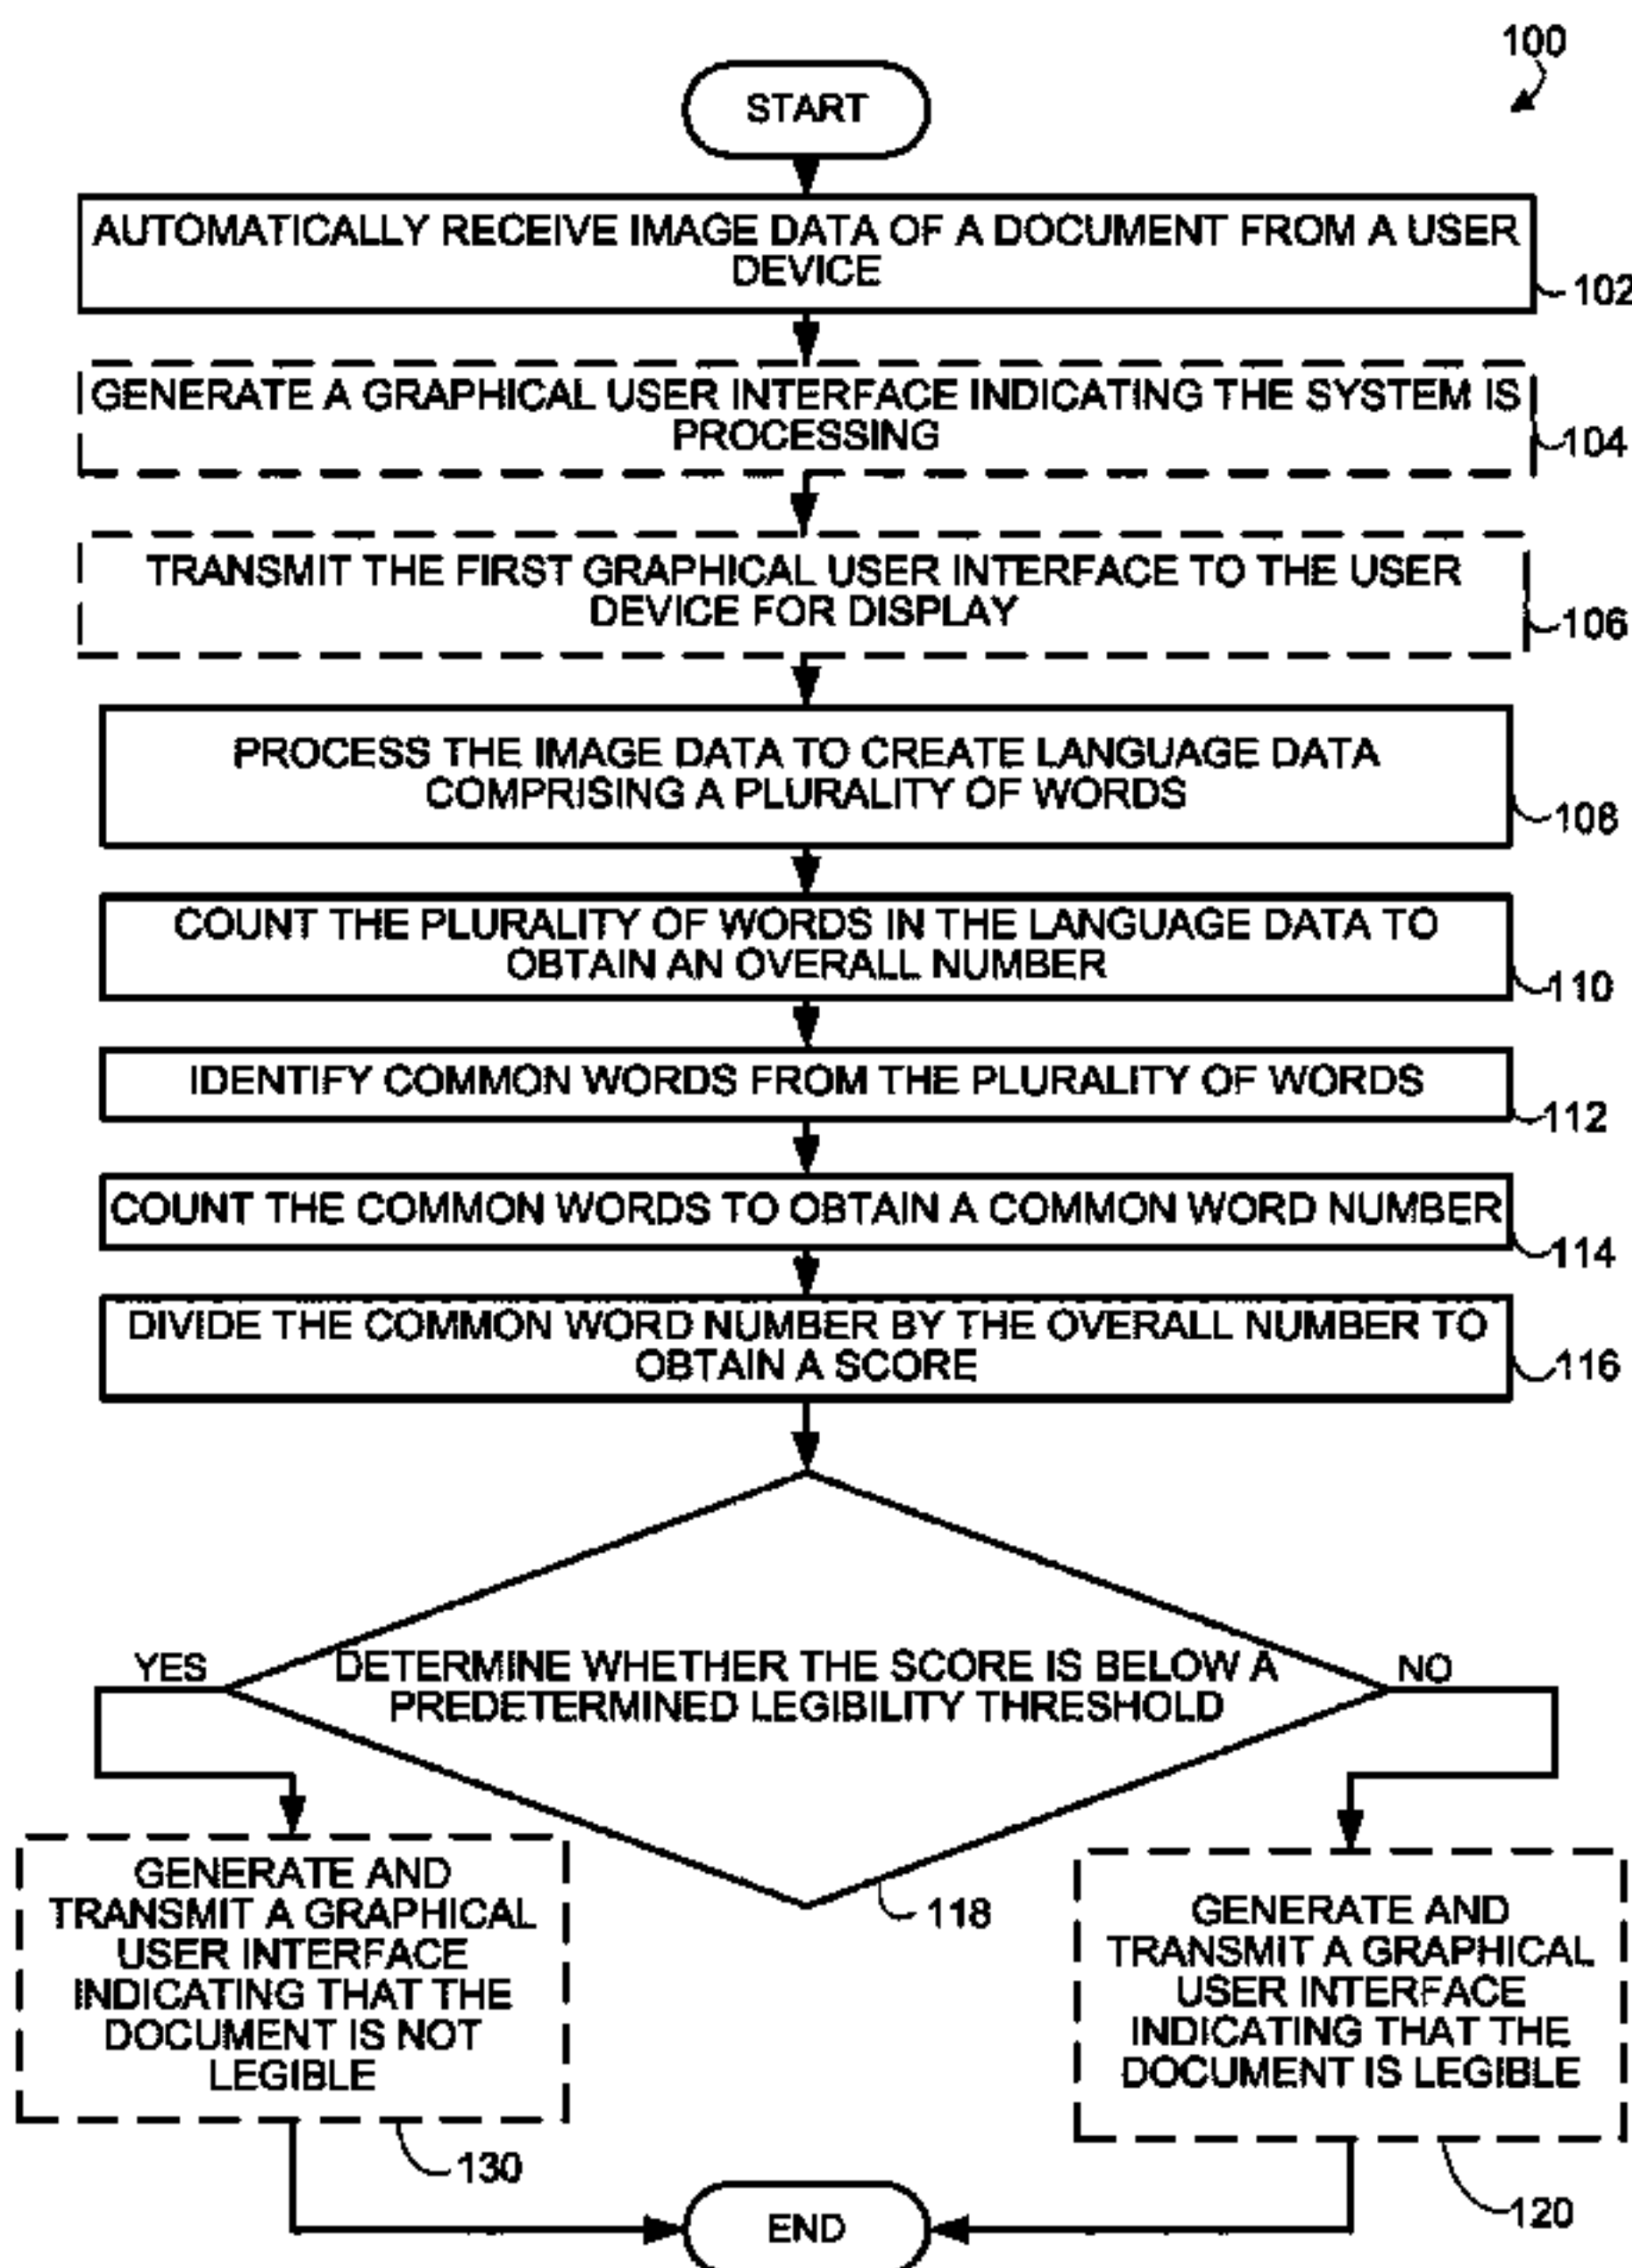 100
START
AUTOMATICALLY RECEIVE IMAGE DATA OF A DOCUMENT FROM A USER
DEVICE
102
GENERATE A GRAPHICAL USER INTERFACE INDICATING THE SYSTEM IS
PROCESSING
104
TRANSMIT THE FIRST GRAPHICAL USER INTERFACE TO THE USER
DEVICE FOR DISPLAY
106
PROCESS THE IMAGE DATA TO CREATE LANGUAGE DATA
COMPRISING A PLURALITY OF WORDS
108
COUNT THE PLURALITY OF WORDS IN THE LANGUAGE DATA TO
OBTAIN AN OVERALL NUMBER
110
IDENTIFY COMMON WORDS FROM THE PLURALITY OF WORDS
112
COUNT THE COMMON WORDS TO OBTAIN A COMMON WORD NUMBER
114
DIVIDE THE COMMON WORD NUMBER BY THE OVERALL NUMBER TO
OBTAIN A SCORE
116
YES
DETERMINE WHETHER THE SCORE IS BELOW A
PREDETERMINED LEGIBILITY THRESHOLD
NO
118
GENERATE AND
TRANSMIT A GRAPHICAL
USER INTERFACE
INDICATING THAT THE
DOCUMENT IS NOT
LEGIBLE
130
GENERATE AND
TRANSMIT A GRAPHICAL
USER INTERFACE
INDICATING THAT THE
DOCUMENT IS LEGIBLE
120
END